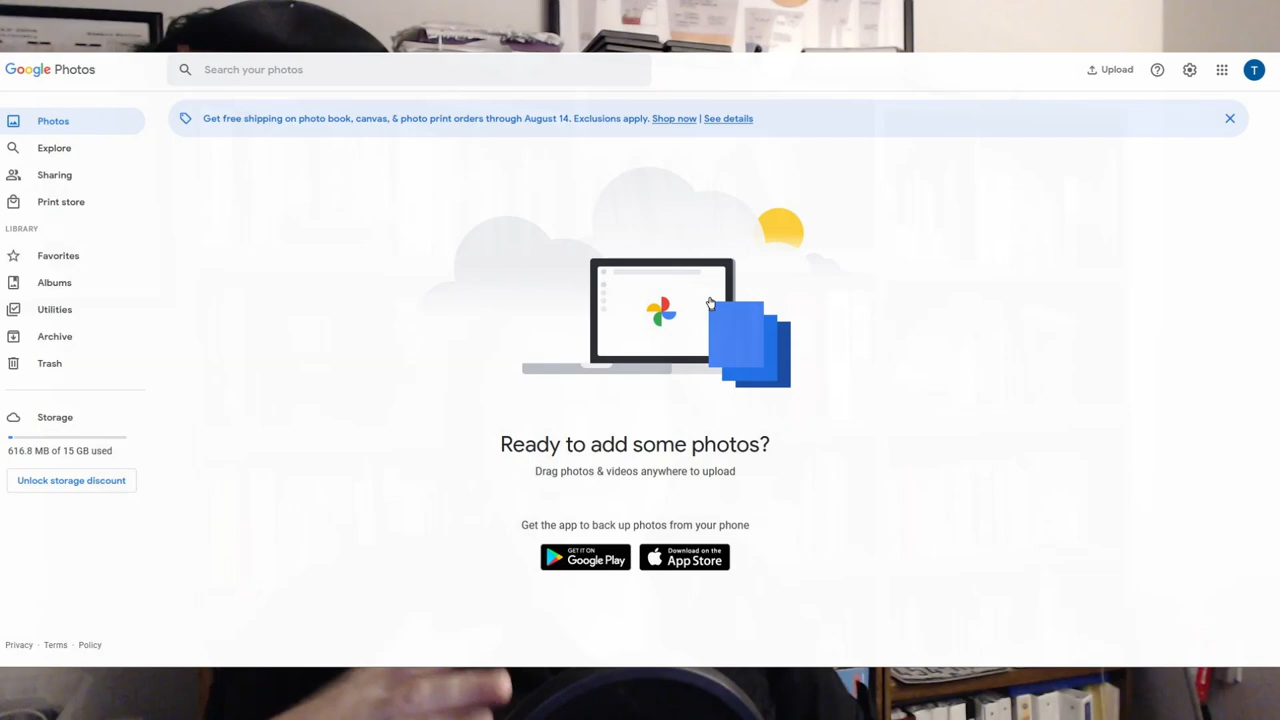 Google Photos
Search your photos
Upload
T
Photos
Get free shipping on photo book, canvas, & photo print orders through August 14. Exclusions apply. Shop now | See details
Explore
Sharing
Print store
LIBRARY
Favorites
Albums
Utilities
Archive
Trash
Storage
616.8 MB of 15 GB used
Unlock storage discount
Ready to add some photos?
Drag photos & videos anywhere to upload
Get the app to back up photos from your phone
GET IT ON
Google Play
Download on the
App Store
Privacy · Terms · Policy